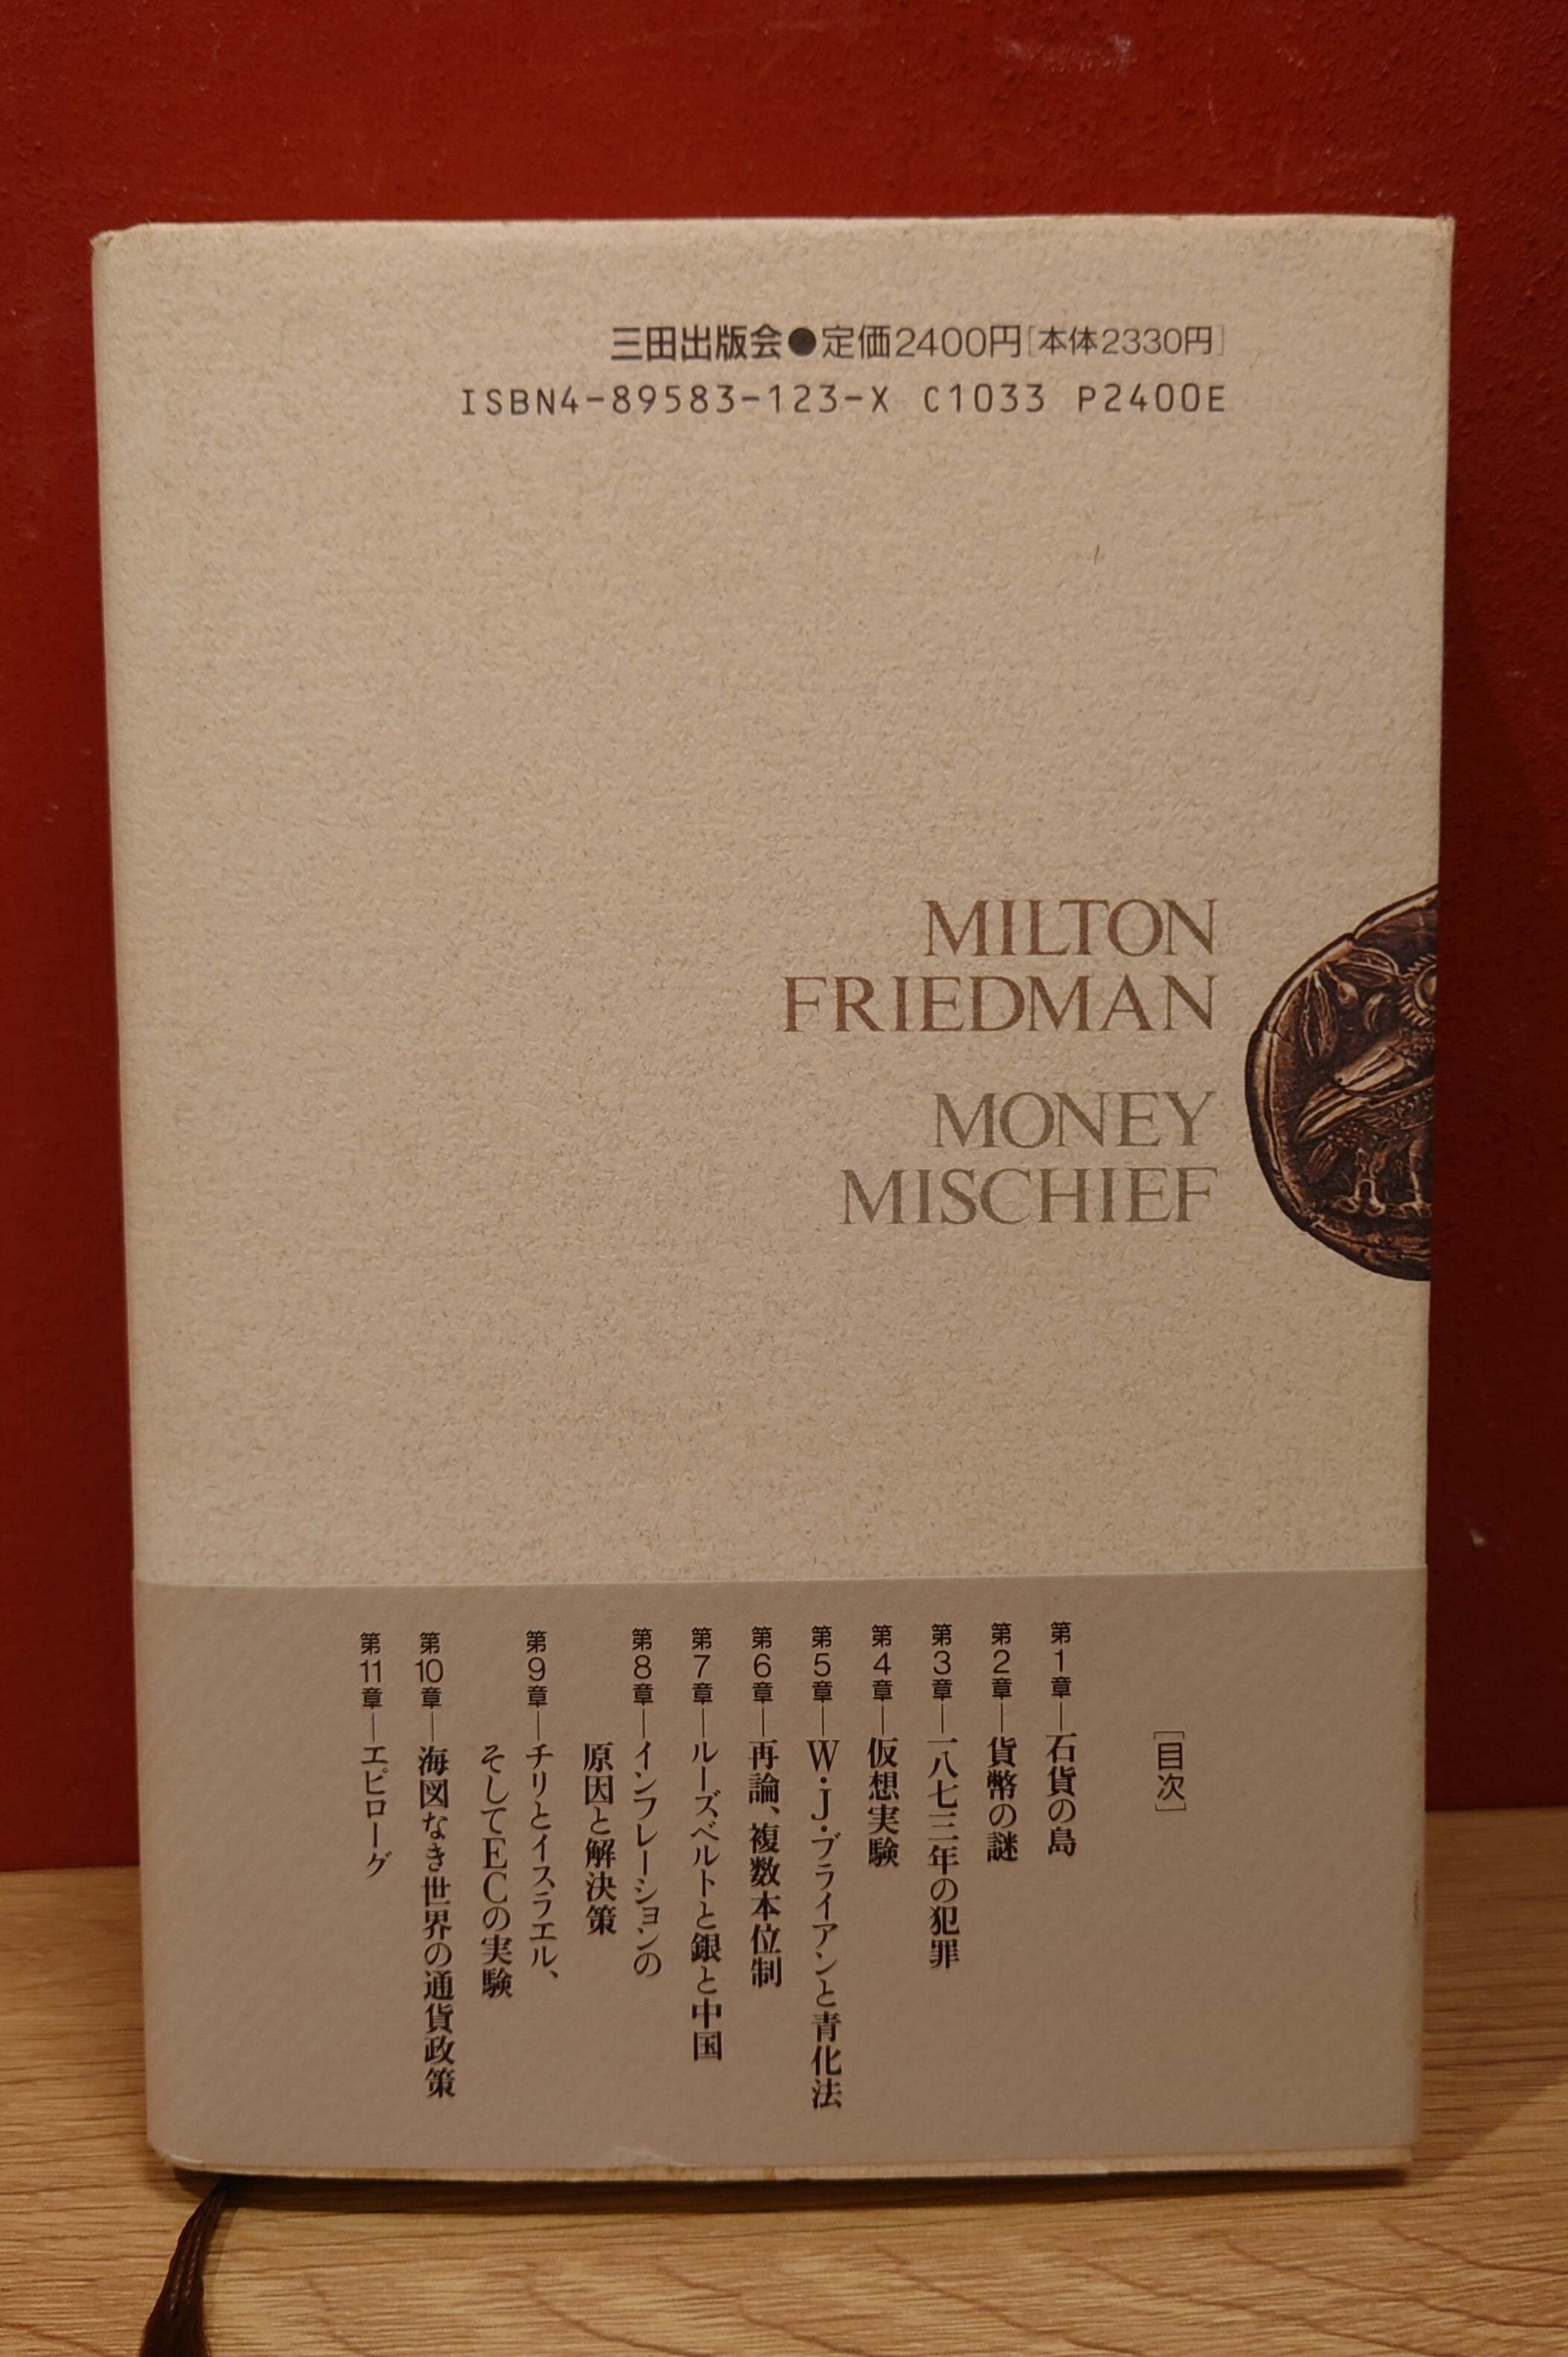 三田出版会●定価2400円[本体2330円]
ISBN4-89583-123-X C1033 P2400E
MILTON
FRIEDMAN
MONEY
MISCHIEF
[目次]
第1章―石貨の島
第2章―貨幣の謎
第3章―一八七三年の犯罪
第4章―仮想実験
第5章―W・J・ブライアンと青化法
第6章―再論、複数本位制
第7章―ルーズベルトと銀と中国
第8章―インフレーションの
原因と解決策
第9章―チリとイスラエル、
そしてECの実験
第10章―海図なき世界の通貨政策
第11章―エピローグ